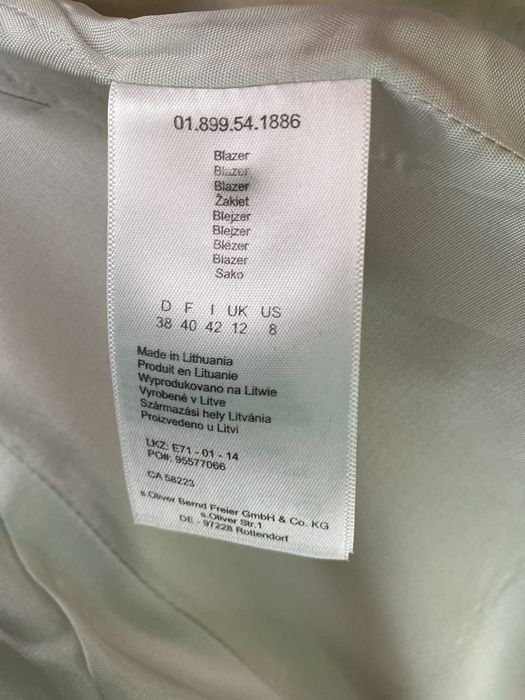 01.899.54.1886
Blazer
Blazer
Blazer
Žakiet
Blejzer
Blejzer
Blézer
Blazer
Sako
D F I UK US
38 40 42 12 8
Made in Lithuania
Produit en Lituanie
Wyprodukowano na Litwie
Vyrobené v Litve
Származási hely Litvánia
Proizvedeno u Litvi
LKZ: E71 - 01 - 14
PO#: 95577066
CA 58223
s.Oliver Bernd Freier GmbH & Co. KG
s.Oliver Str.1
DE - 97228 Rottendorf